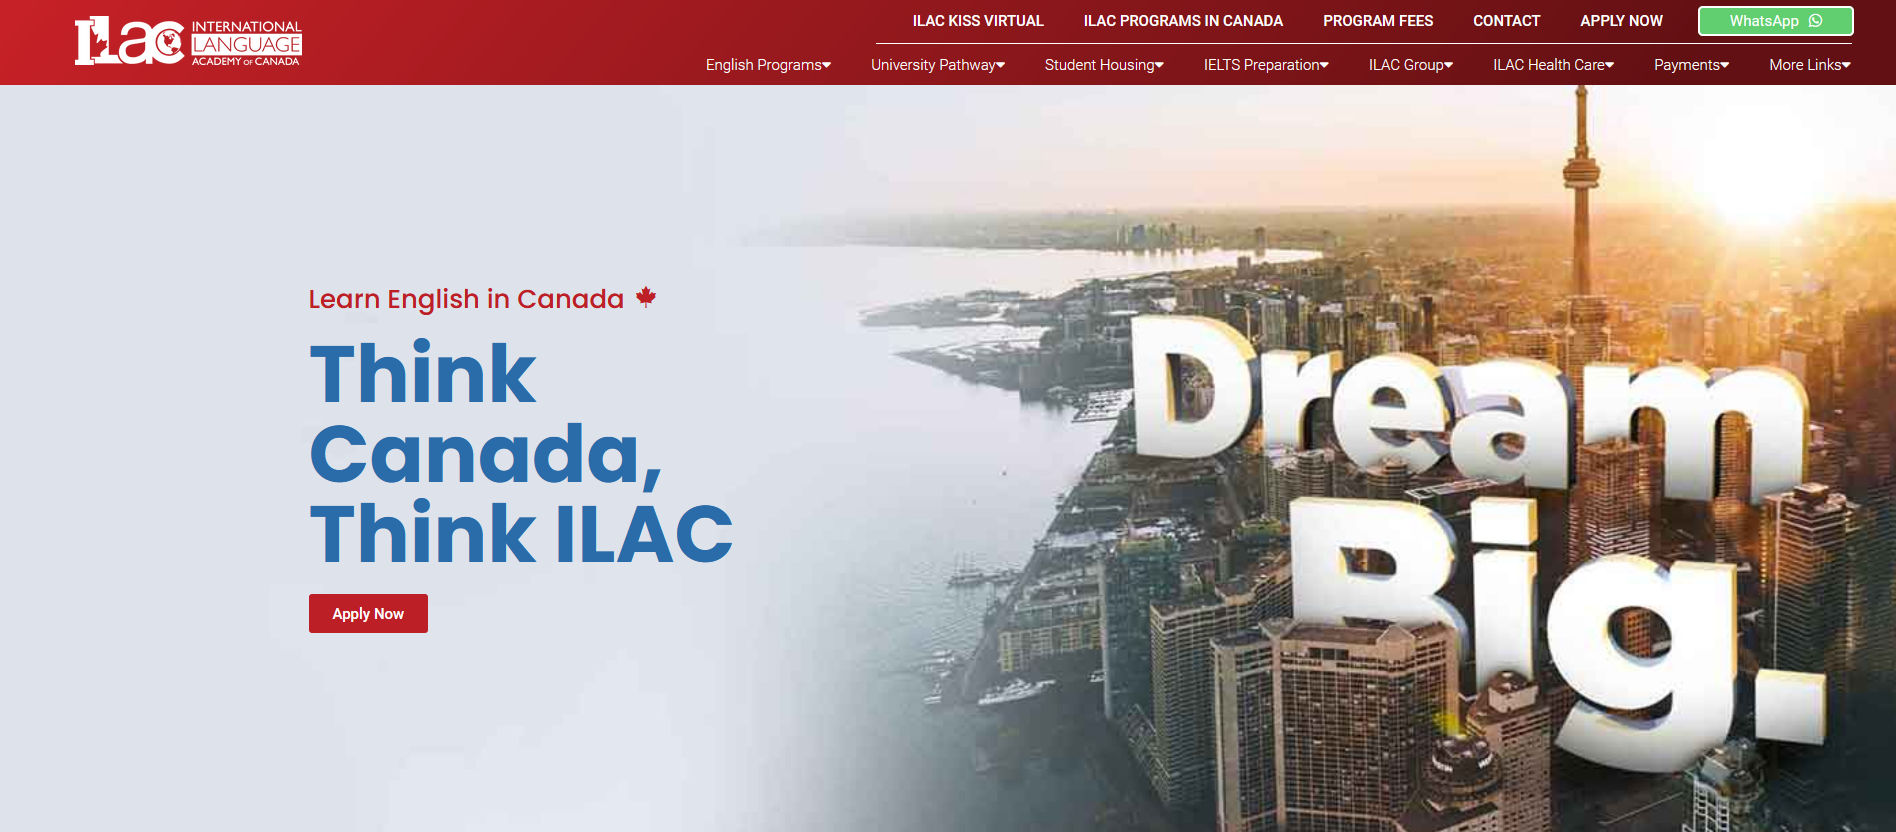 ILAC
INTERNATIONAL
LANGUAGE
ACADEMY OF CANADA
ILAC KISS VIRTUAL
ILAC PROGRAMS IN CANADA
PROGRAM FEES
CONTACT
APPLY NOW
WhatsApp
English Programs
University Pathway
Student Housing
IELTS Preparation
ILAC Group
ILAC Health Care
Payments
More Links
Learn English in Canada
Think
Canada,
Think ILAC
Apply Now
Dream
Big.